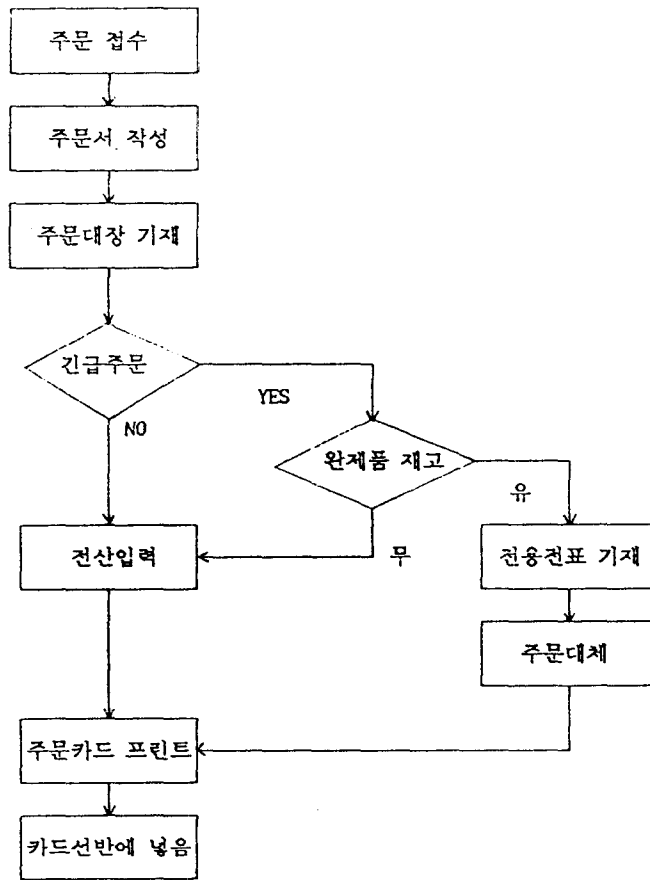 주문 접수
주문서 작성
주문대장 기재
긴급주문
YES
NO
완제품 재고
유
무
전산입력
전용전표 기재
주문대체
주문카드 프린트
카드선반에 넣음